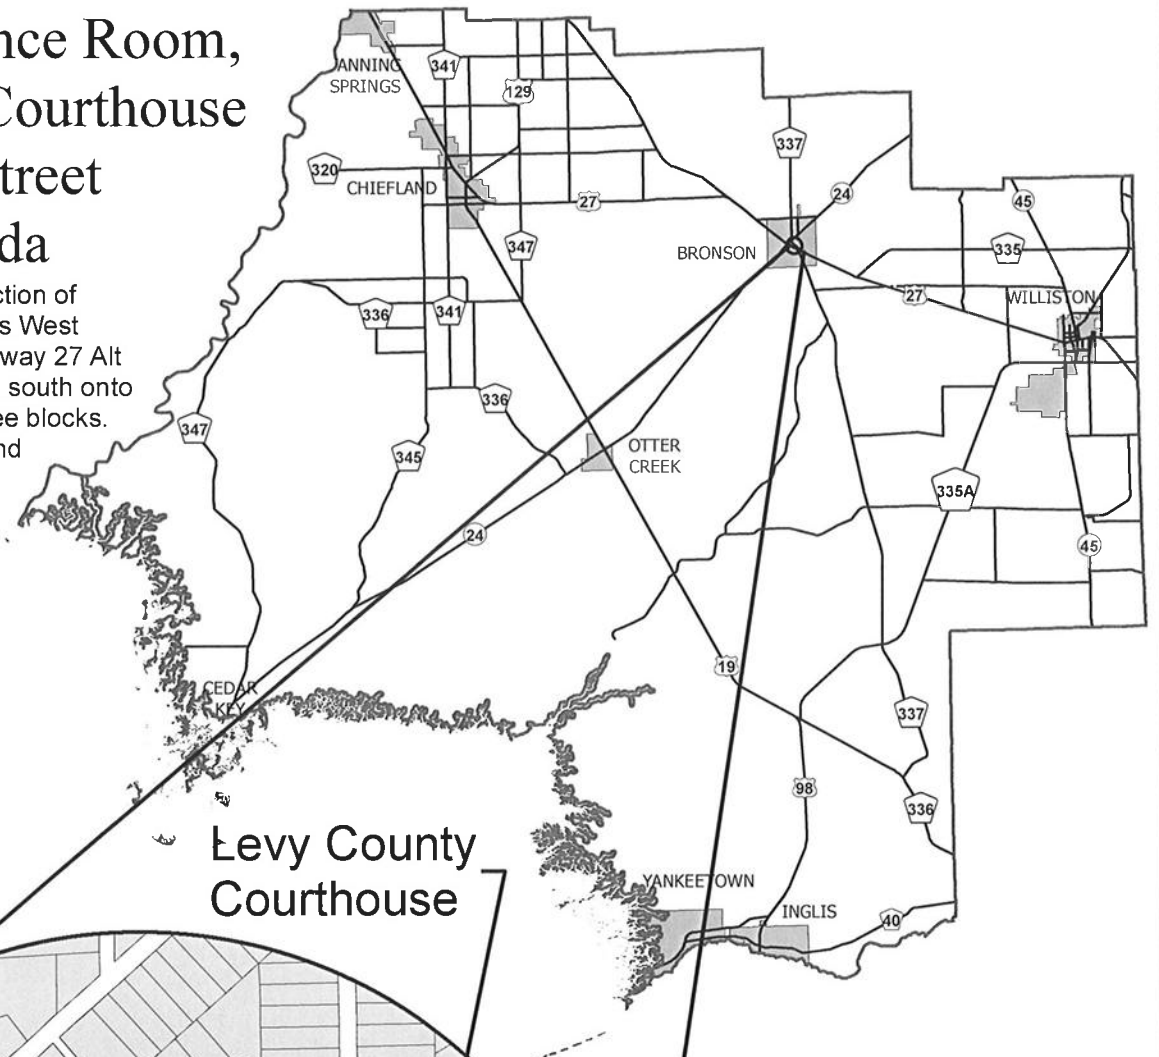 nce Room,
Courthouse
treet
da
ction of
s West
way 27 Alt
south onto
ee blocks.
nd
ANNING
SPRINGS
341
129
337
320
CHIEFLAND
24
45
27
BRONSON
347
335
27
WILLISTON
336
341
336
347
345
OTTER
CREEK
335A
24
45
19
CEDAR
KEY
337
98
336
Levy County
Courthouse
YANKEETOWN
INGLIS
40